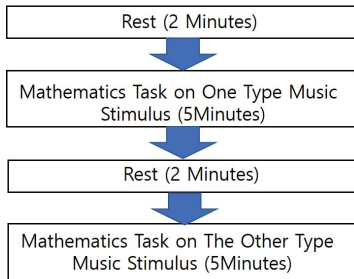 Rest (2 Minutes)
Mathematics Task on One Type Music
Stimulus (5Minutes)
Rest (2 Minutes)
Mathematics Task on The Other Type
Music Stimulus (5Minutes)